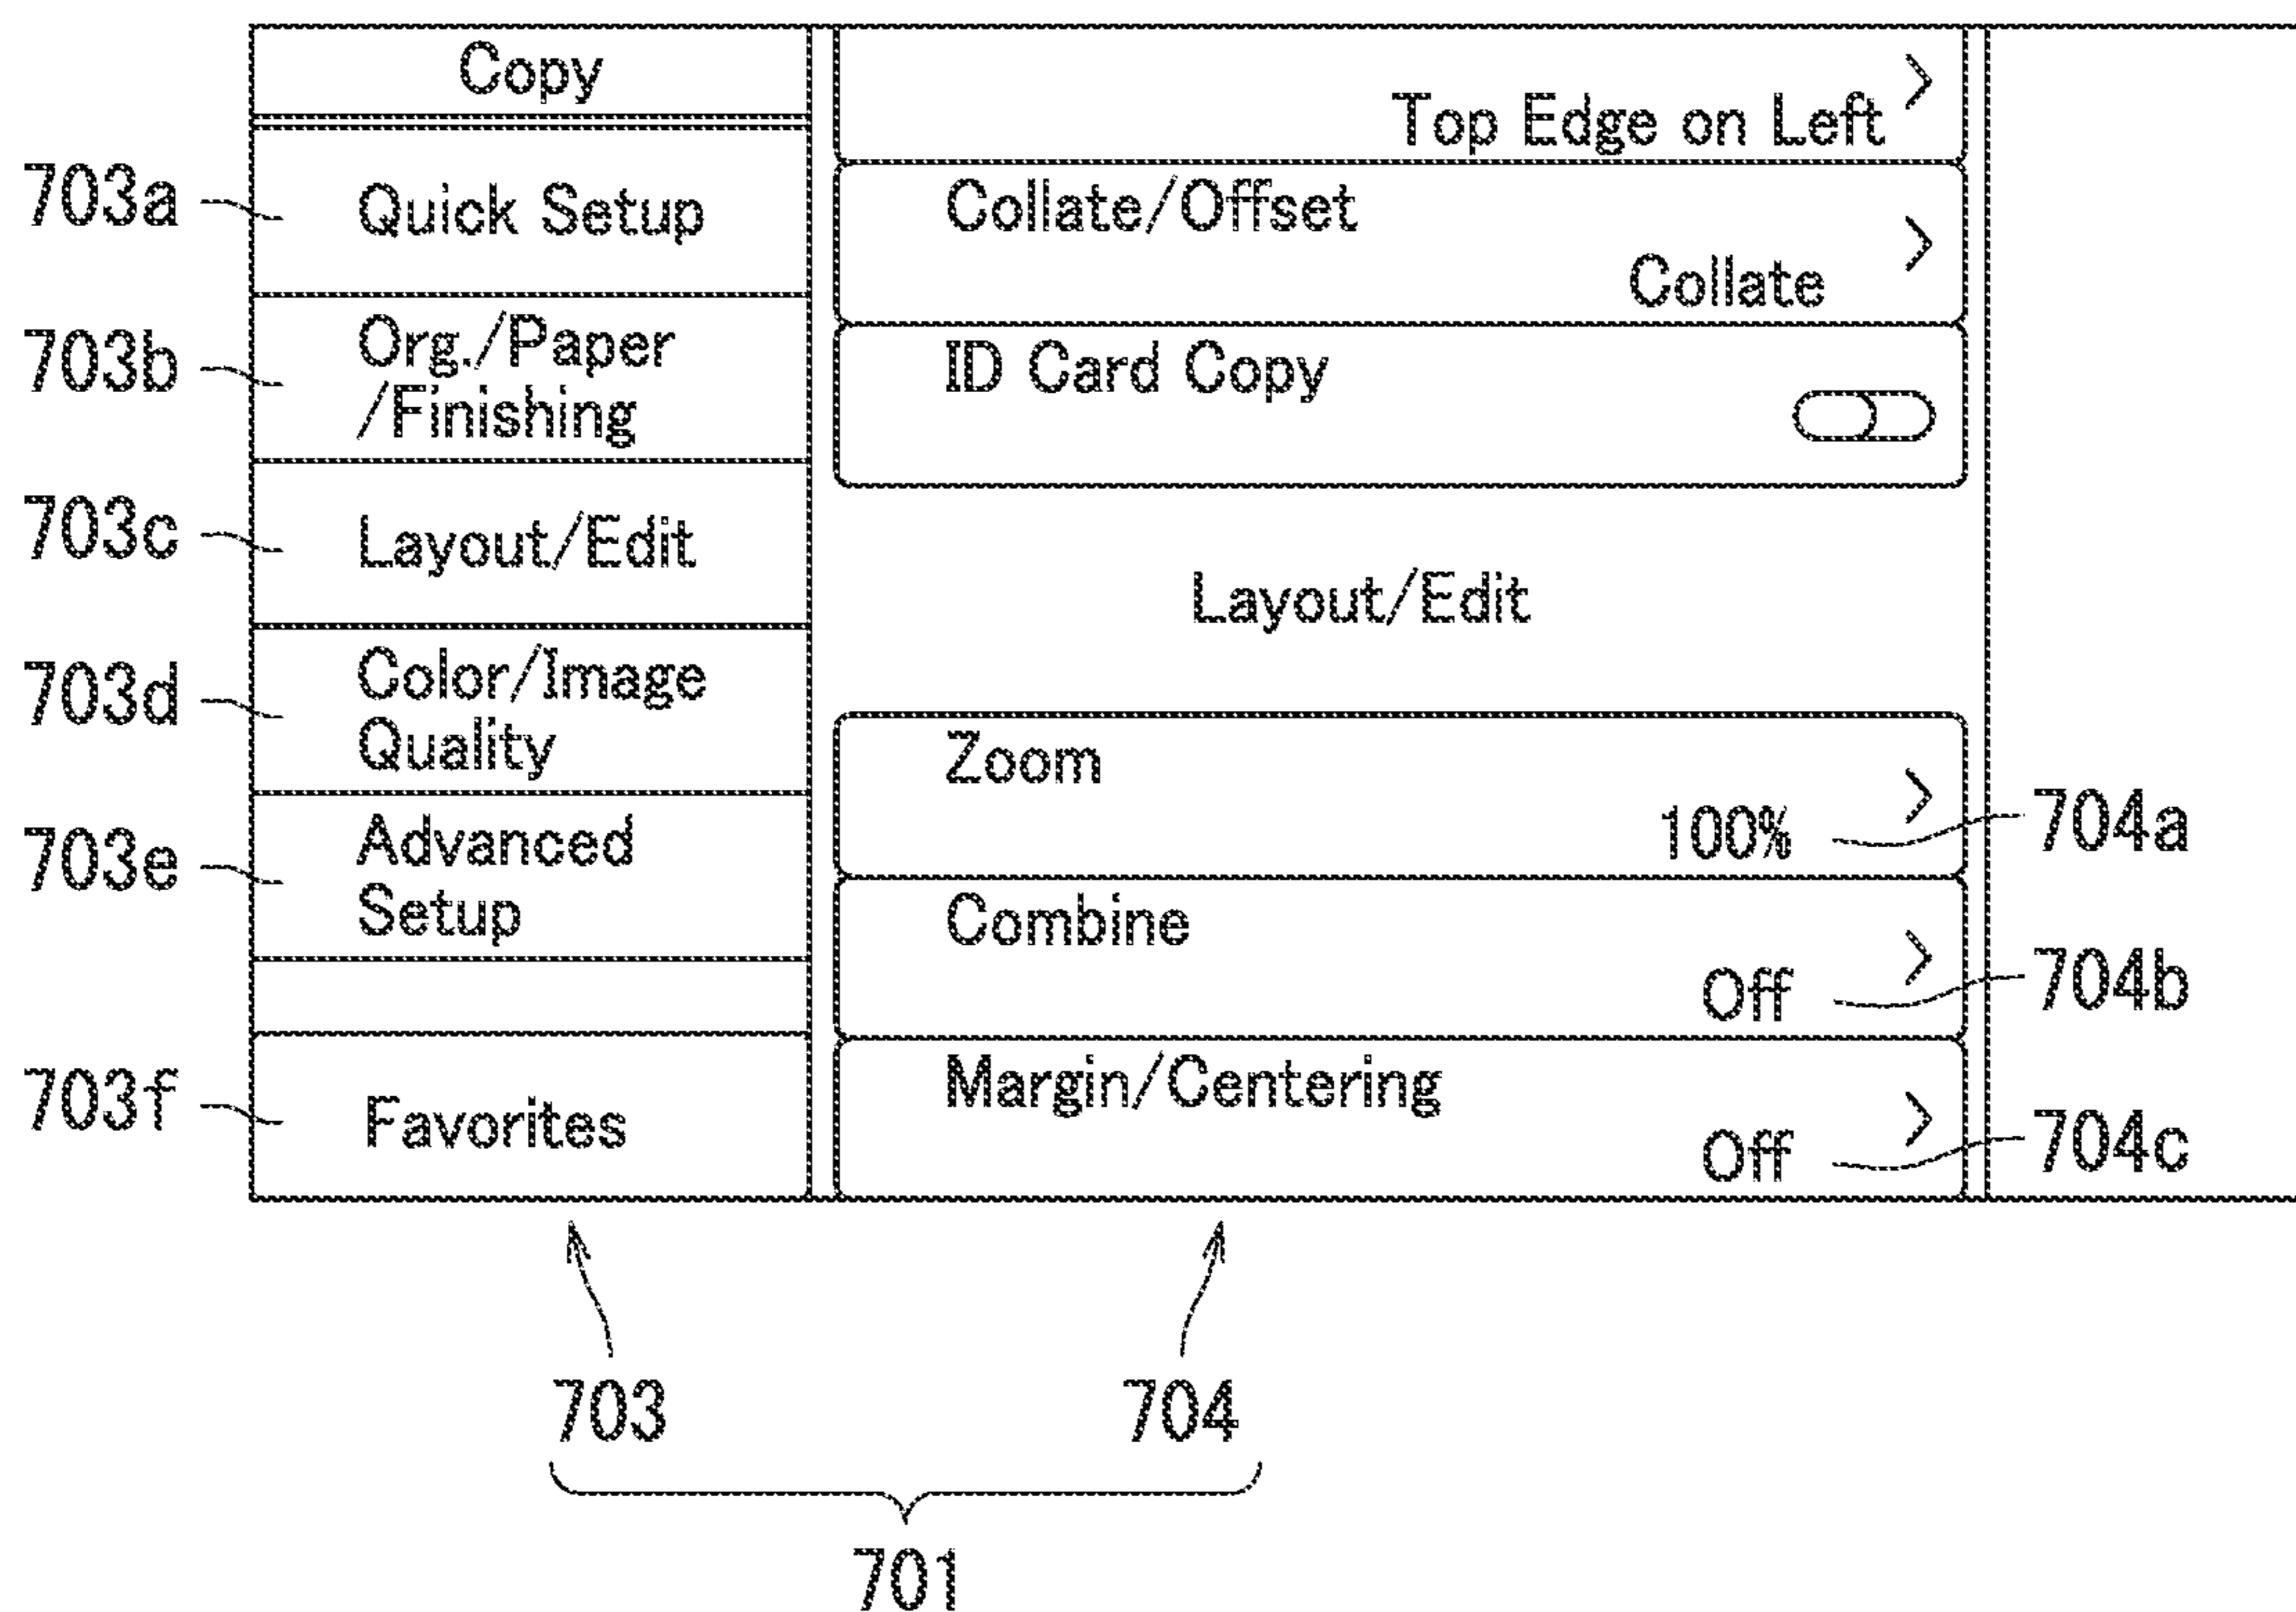 Copy
703a
Quick Setup
703b
Org./Paper
/Finishing
703c
Layout/Edit
703d
Color/Image
Quality
703e
Advanced
Setup
703f
Favorites
Top Edge on Left >
Collate/Offset
>
Collate
ID Card Copy
Layout/Edit
Zoom
>
100%
704a
Combine
>
Off
704b
Margin/Centering
>
Off
704c
703
704
701